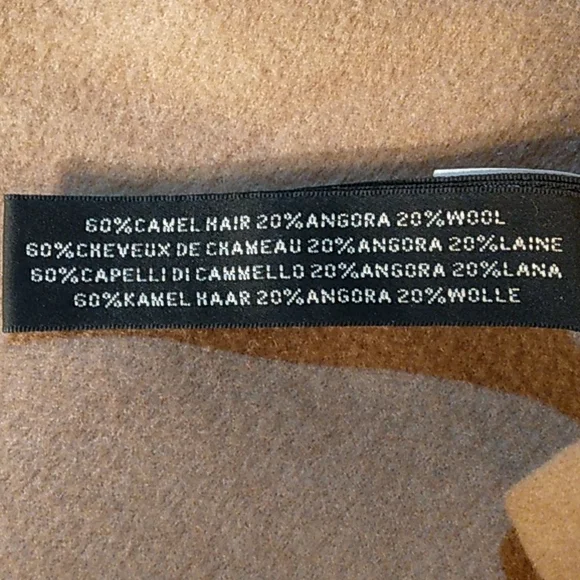 60%CAMEL HAIR 20%ANGORA 20%WOOL
60%CHEVEUX DE CHAMEAU 20%ANGORA 20%LAINE
60%CAPELLI DI CAMMELLO 20%ANGORA 20%LANA
60%KAMEL HAAR 20%ANGORA 20%WOLLE